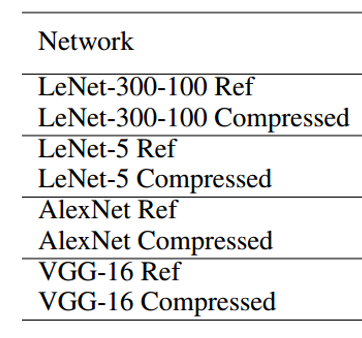 Network
LeNet-300-100 Ref
LeNet-300-100 Compressed
LeNet-5 Ref
LeNet-5 Compressed
AlexNet Ref
AlexNet Compressed
VGG-16 Ref
VGG-16 Compressed